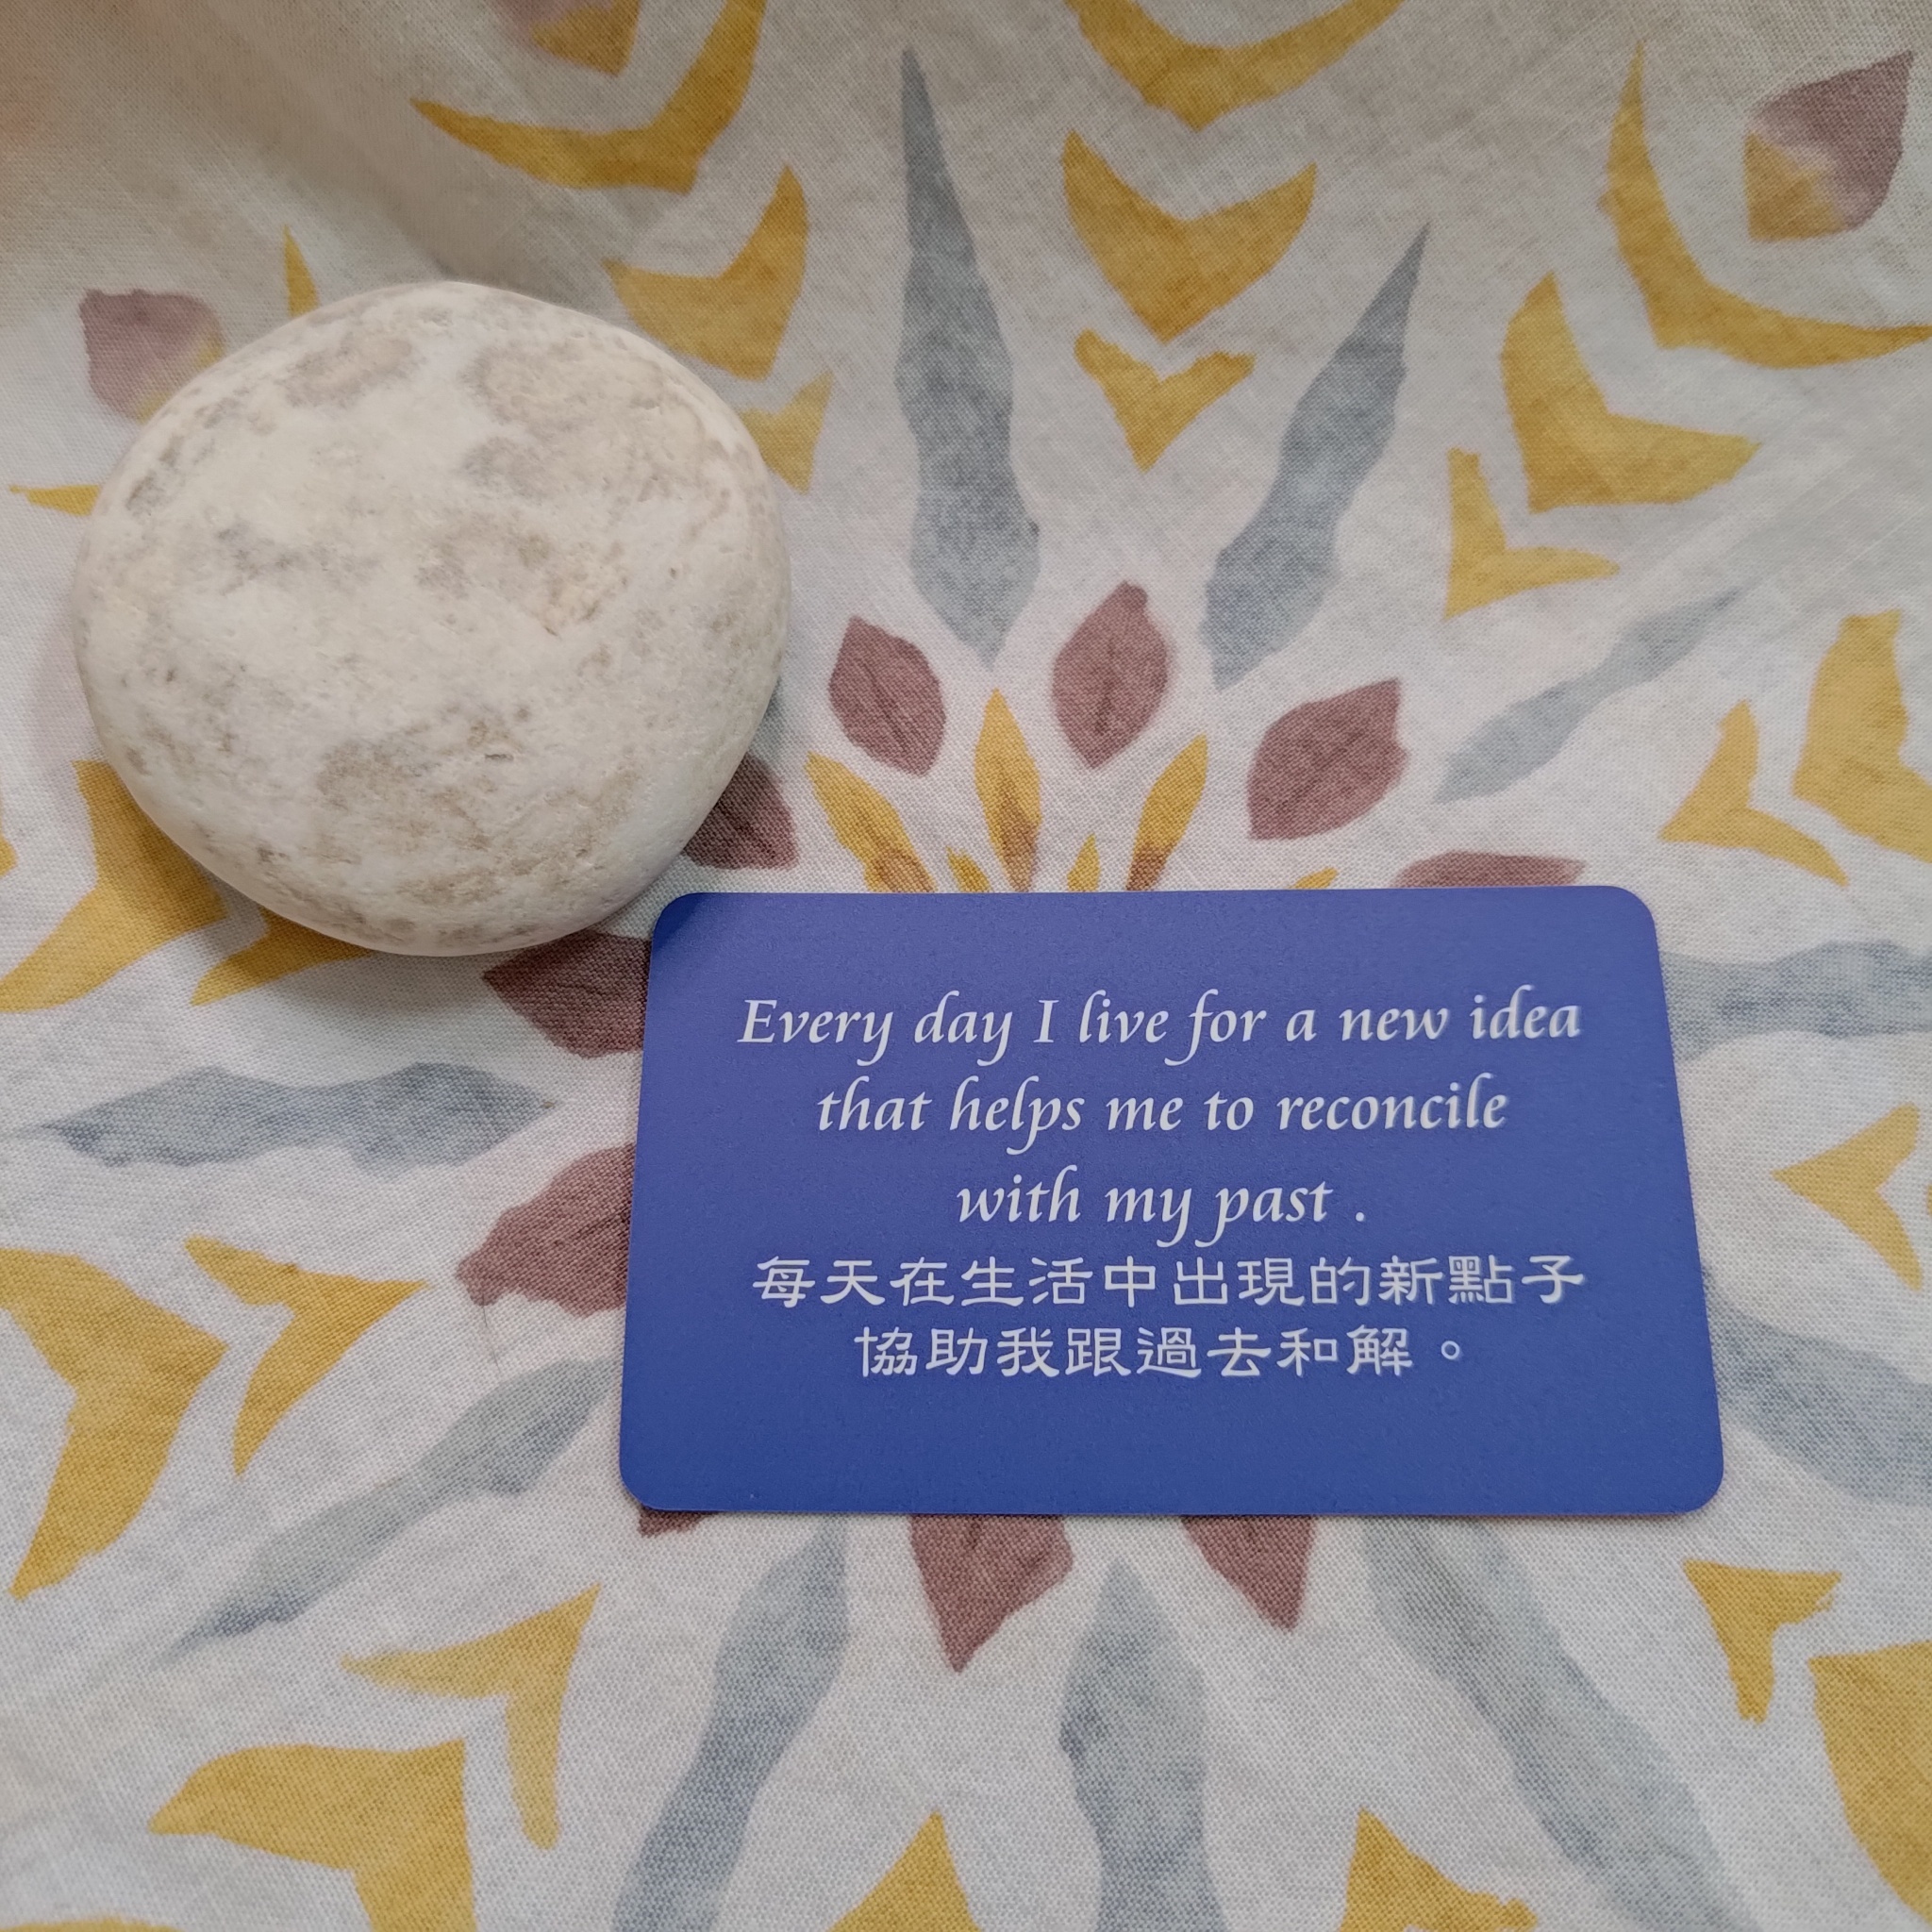 Every day I live for a new idea
that helps me to reconcile
with my past .
每天在生活中出現的新點子
協助我跟過去和解。